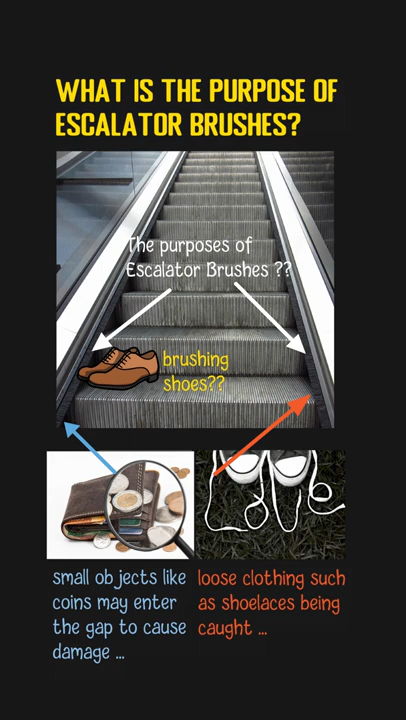 WHAT IS THE PURPOSE OF
ESCALATOR BRUSHES?
The purposes of
Escalator Brushes ??
brushing
shoes??
small objects like
coins may enter
the gap to cause
damage ...
loose clothing such
as shoelaces being
caught ...